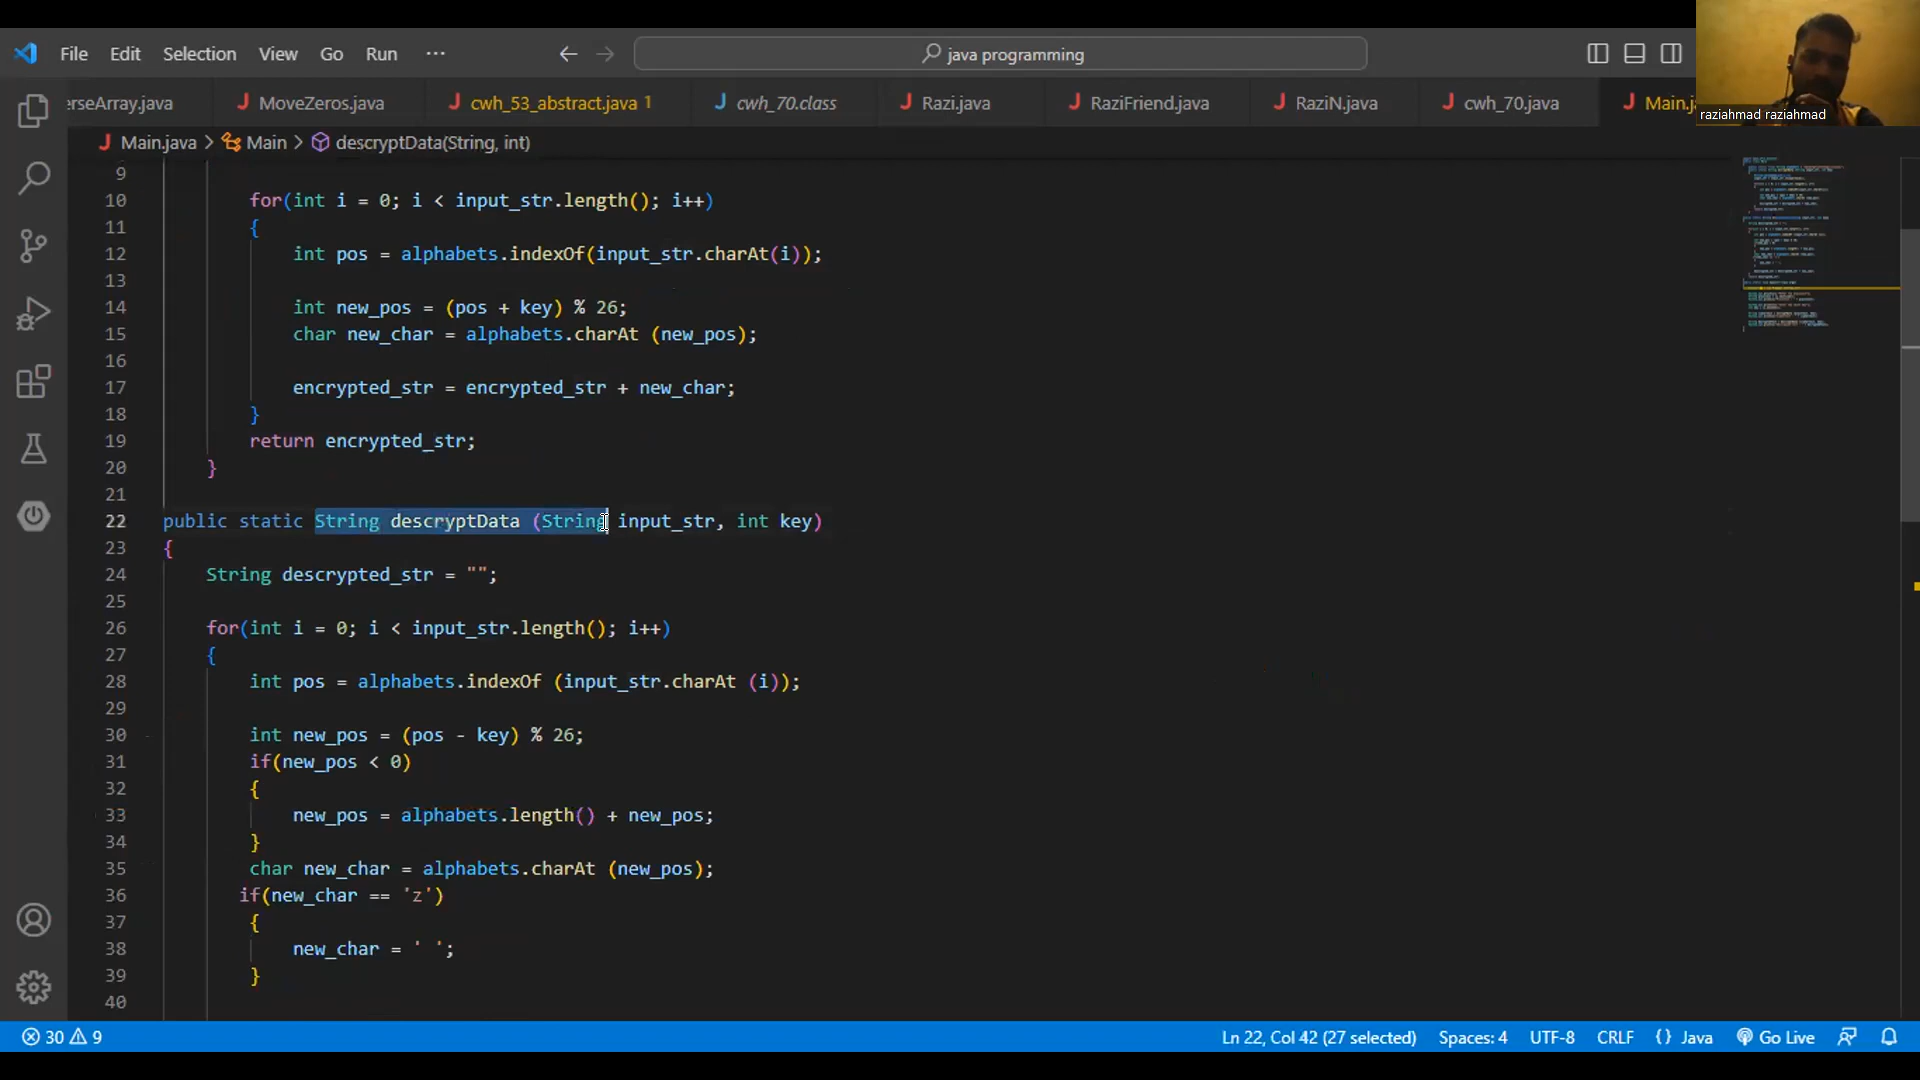 File Edit Selection View Go Run ···
java programming
raziahmad raziahmad
erseArray.java MoveZeros.java cwh_53_abstract.java 1 cwh_70.class Razi.java RaziFriend.java RaziN.java cwh_70.java Main.j
Main.java > Main > descryptData(String, int)
9
10 for(int i = 0; i < input_str.length(); i++)
11 {
12 int pos = alphabets.indexOf(input_str.charAt(i));
13
14 int new_pos = (pos + key) % 26;
15 char new_char = alphabets.charAt (new_pos);
16
17 encrypted_str = encrypted_str + new_char;
18 }
19 return encrypted_str;
20 }
21
22 public static String descryptData (String input_str, int key)
23 {
24 String descrypted_str = "";
25
26 for(int i = 0; i < input_str.length(); i++)
27 {
28 int pos = alphabets.indexOf (input_str.charAt (i));
29
30 int new_pos = (pos - key) % 26;
31 if(new_pos < 0)
32 {
33 new_pos = alphabets.length() + new_pos;
34 }
35 char new_char = alphabets.charAt (new_pos);
36 if(new_char == 'z')
37 {
38 new_char = ' ';
39 }
40
30 9 Ln 22, Col 42 (27 selected) Spaces: 4 UTF-8 CRLF {} Java Go Live